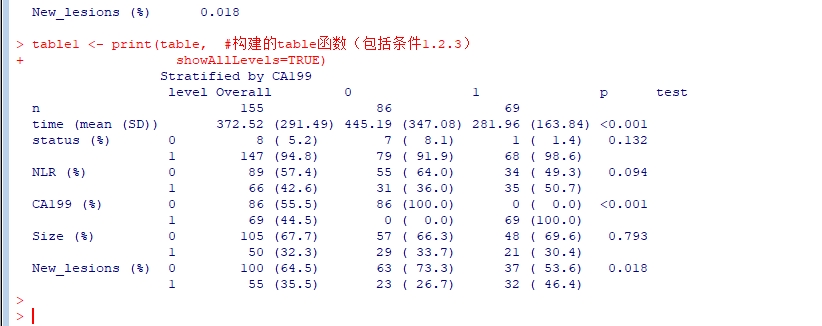 New_lesions (%)      0.018
> table1 <- print(table,  #构建的table函数（包括条件1.2.3）
+                 showAllLevels=TRUE)
                 Stratified by CA199
                  level Overall         0               1               p      test
n                          155              86              69
time (mean (SD))        372.52 (291.49) 445.19 (347.08) 281.96 (163.84) <0.001
status (%)        0          8 ( 5.2)        7 (  8.1)       1 (  1.4)   0.132
                  1        147 (94.8)       79 ( 91.9)      68 ( 98.6)
NLR (%)           0         89 (57.4)       55 ( 64.0)      34 ( 49.3)   0.094
                  1         66 (42.6)       31 ( 36.0)      35 ( 50.7)
CA199 (%)         0         86 (55.5)       86 (100.0)       0 (  0.0)  <0.001
                  1         69 (44.5)        0 (  0.0)      69 (100.0)
Size (%)          0        105 (67.7)       57 ( 66.3)      48 ( 69.6)   0.793
                  1         50 (32.3)       29 ( 33.7)      21 ( 30.4)
New_lesions (%)   0        100 (64.5)       63 ( 73.3)      37 ( 53.6)   0.018
                  1         55 (35.5)       23 ( 26.7)      32 ( 46.4)
>
>